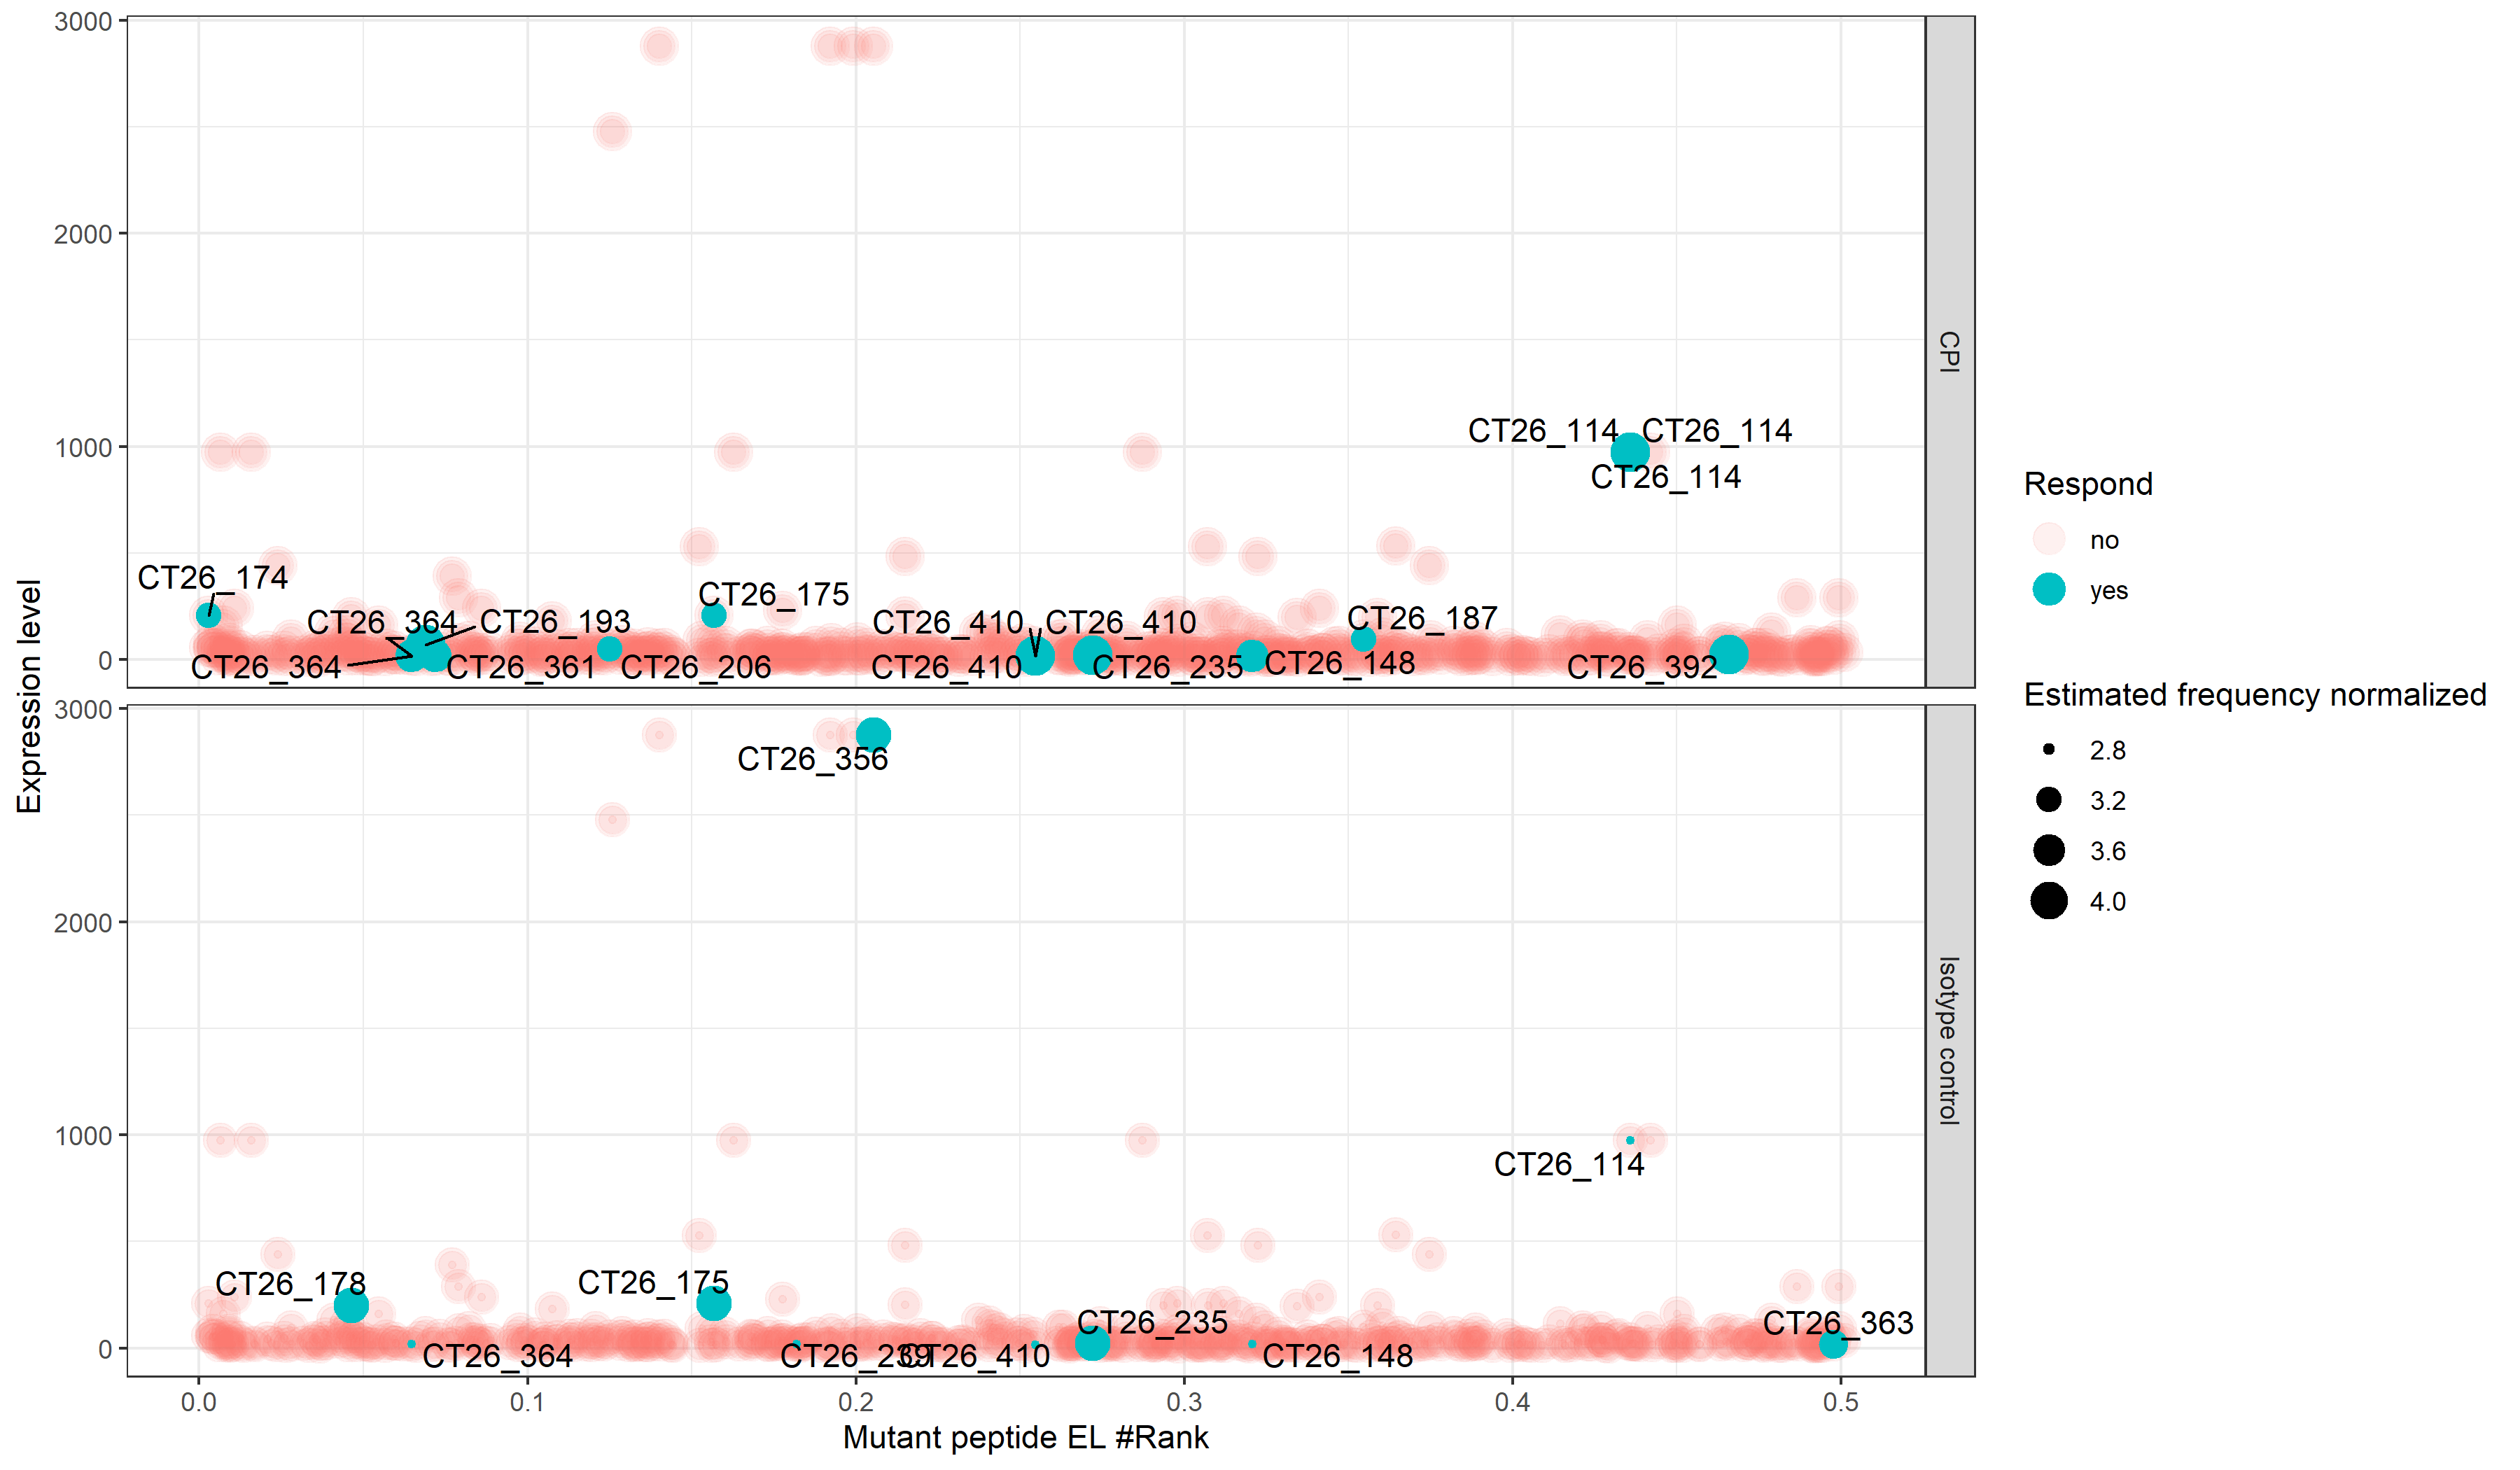 3000
2000
1000
0
CPI
CT26_114
CT26_114
CT26_114
CT26_174
CT26_175
CT26_364
CT26_193
CT26_410
CT26_410
CT26_187
CT26_364
CT26_361
CT26_206
CT26_410
CT26_235
CT26_148
CT26_392
Expression level
3000
2000
1000
0
Isotype control
CT26_356
CT26_114
CT26_178
CT26_175
CT26_235
CT26_363
CT26_364
CT26_239
CT26_410
CT26_148
0.0
0.1
0.2
0.3
0.4
0.5
Mutant peptide EL #Rank
Respond
no
yes
Estimated frequency normalized
2.8
3.2
3.6
4.0